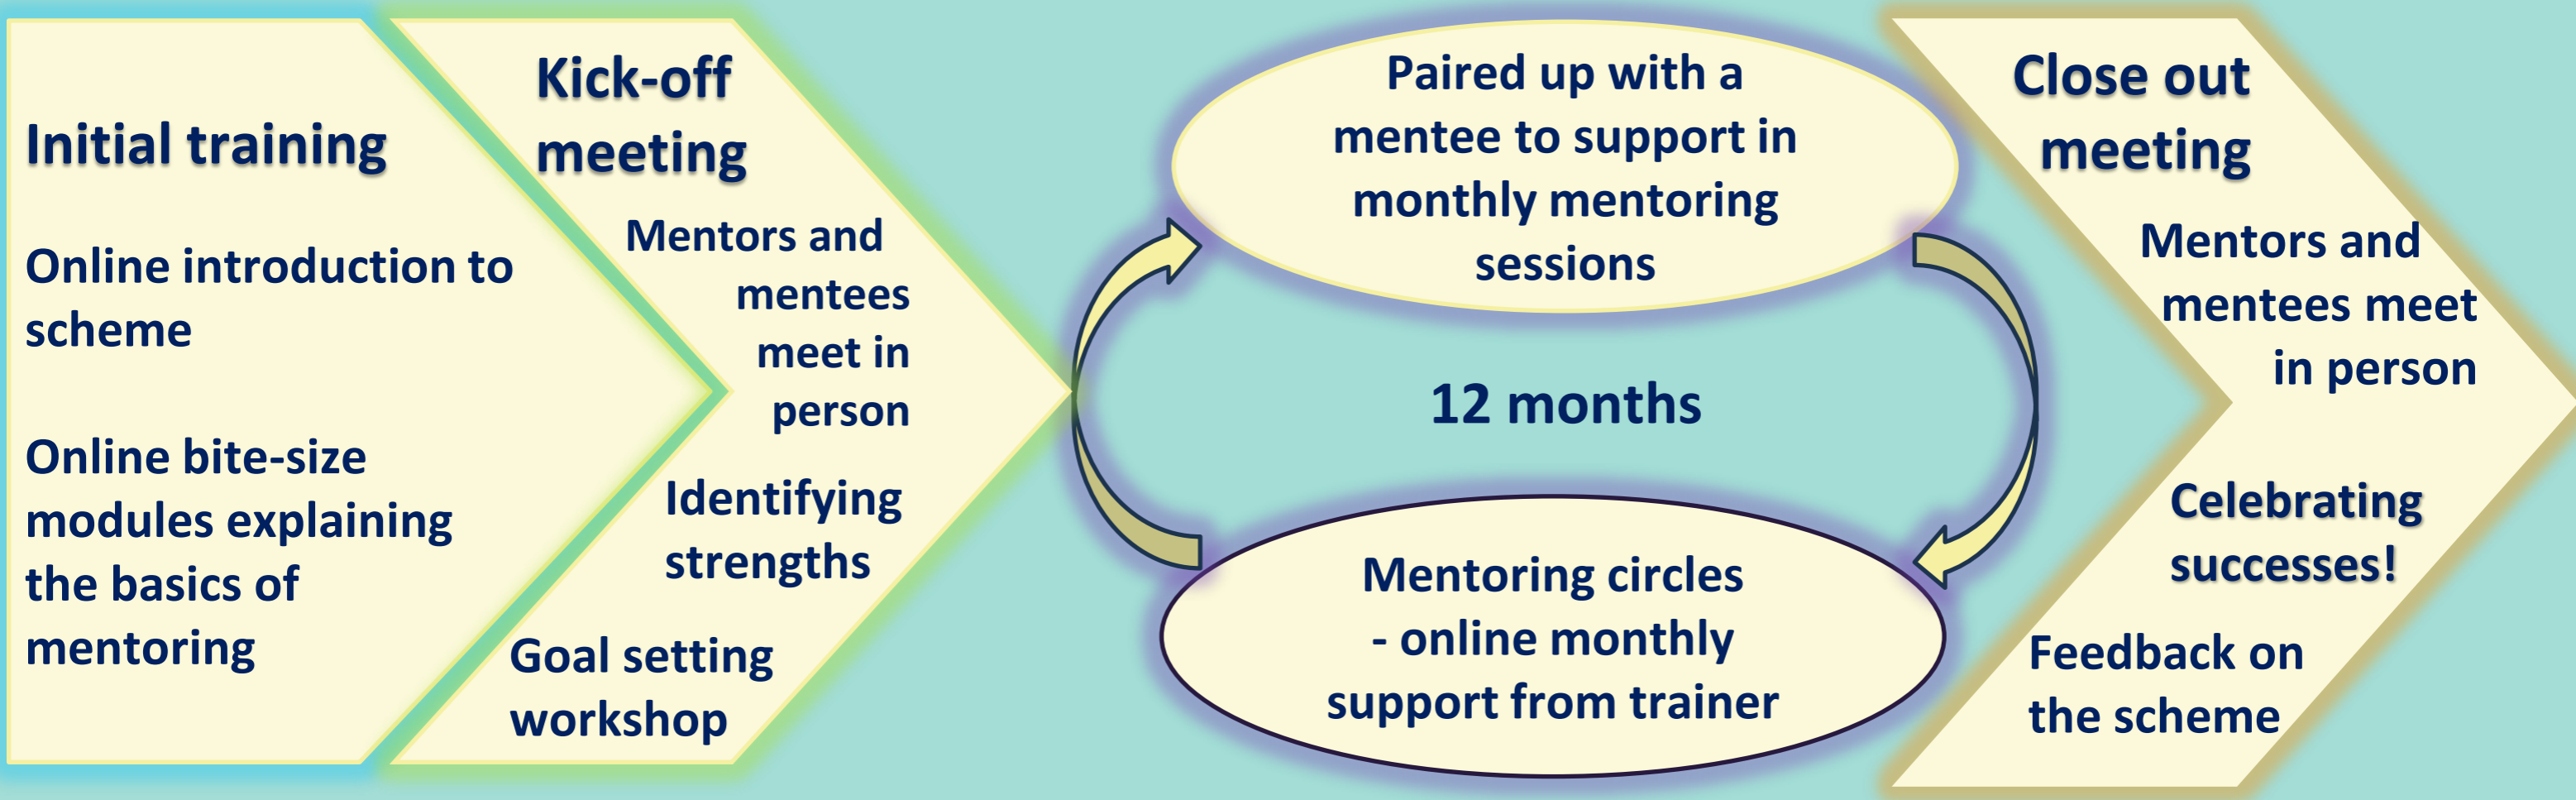 Initial training
Online introduction to
scheme
Online bite-size
modules explaining
the basics of
mentoring
Kick-off
meeting
Mentors and
mentees
meet in
person
Identifying
strengths
Goal setting
workshop
Paired up with a
mentee to support in
monthly mentoring
sessions
12 months
Mentoring circles
- online monthly
support from trainer
Close out
meeting
Mentors and
mentees meet
in person
Celebrating
successes!
Feedback on
the scheme